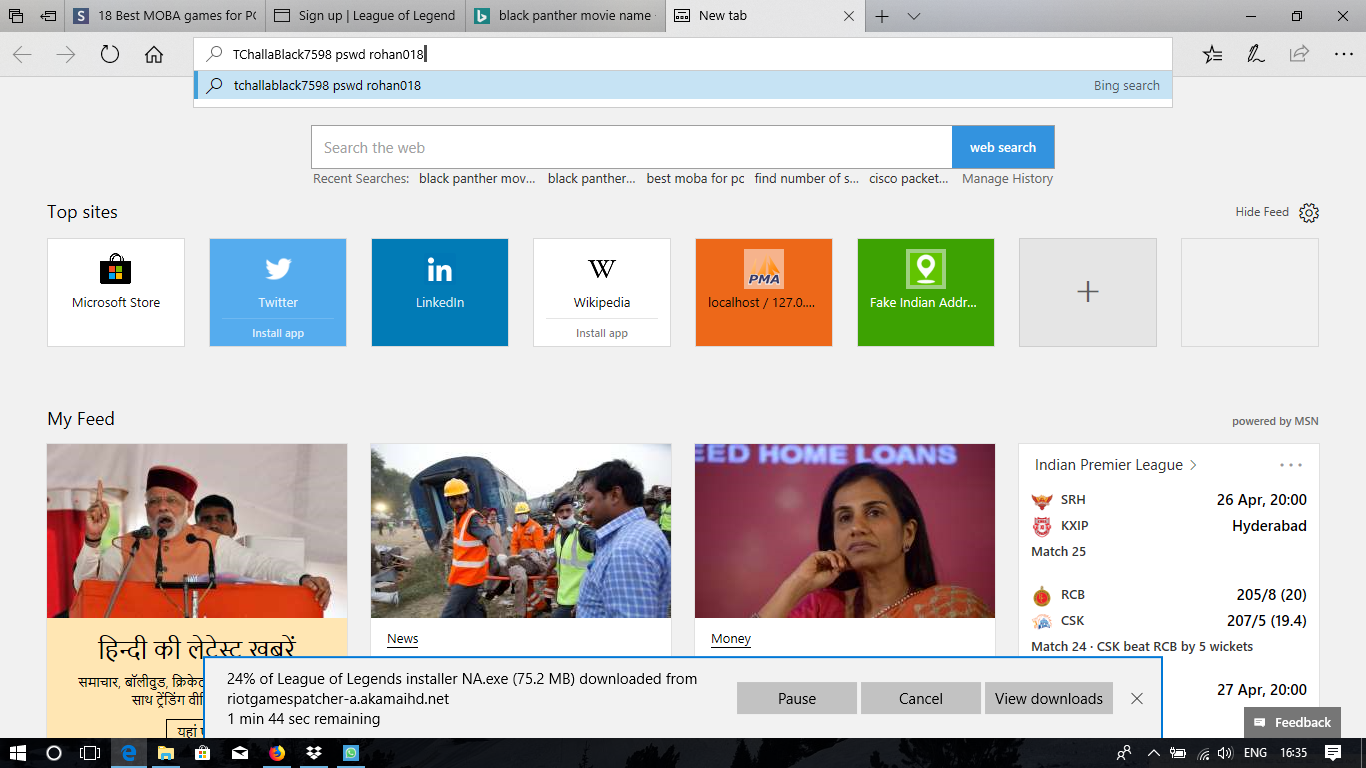 18 Best MOBA games for PC
Sign up | League of Legend
black panther movie name
New tab
TChallaBlack7598 pswd rohan018
tchallablack7598 pswd rohan018
Bing search
Search the web
web search
Recent Searches: black panther mov... black panther... best moba for pc find number of s... cisco packet... Manage History
Top sites
Hide Feed
Microsoft Store
Twitter
Install app
LinkedIn
W
Wikipedia
Install app
PMA
localhost / 127.0....
Fake Indian Addr...
My Feed
powered by MSN
EED HOME LOANS
Indian Premier League
SRH 26 Apr, 20:00
KXIP Hyderabad
Match 25
RCB 205/8 (20)
CSK 207/5 (19.4)
Match 24 · CSK beat RCB by 5 wickets
27 Apr, 20:00
हिन्दी की लेटेस्ट खबरें
समाचार, बॉलीवुड, क्रिकेट
साथ ट्रेंडिंग वी
यहां
News
Money
24% of League of Legends installer NA.exe (75.2 MB) downloaded from
riotgamespatcher-a.akamaihd.net
1 min 44 sec remaining
Pause
Cancel
View downloads
Feedback
ENG
16:35